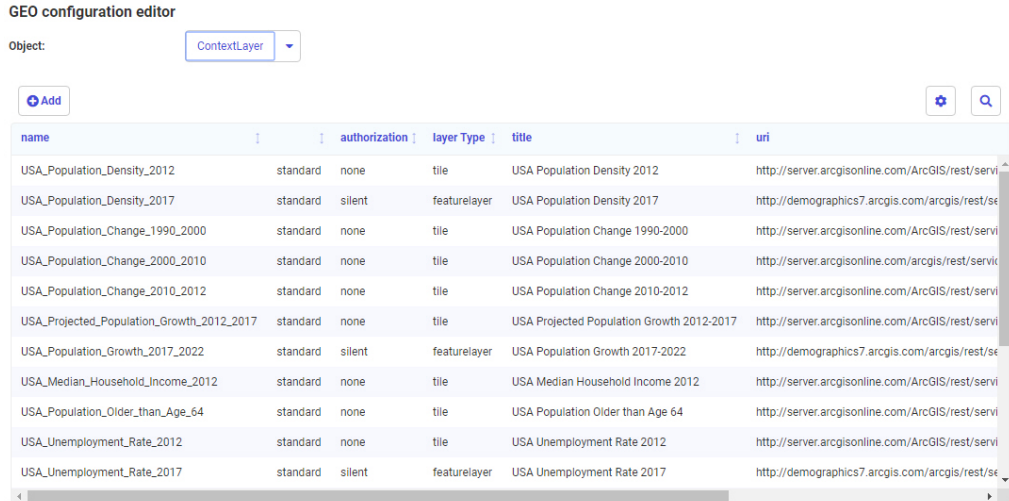 GEO configuration editor
Object: ContextLayer
Add
name authorization layer Type title uri
USA_Population_Density_2012 standard none tile USA Population Density 2012 http://server.arcgisonline.com/ArcGIS/rest/servi
USA_Population_Density_2017 standard silent featurelayer USA Population Density 2017 http://demographics7.arcgis.com/arcgis/rest/se
USA_Population_Change_1990_2000 standard none tile USA Population Change 1990-2000 http://server.arcgisonline.com/ArcGIS/rest/servi
USA_Population_Change_2000_2010 standard none tile USA Population Change 2000-2010 http://server.arcgisonline.com/arcgis/rest/servic
USA_Population_Change_2010_2012 standard none tile USA Population Change 2010-2012 http://server.arcgisonline.com/ArcGIS/rest/servi
USA_Projected_Population_Growth_2012_2017 standard none tile USA Projected Population Growth 2012-2017 http://server.arcgisonline.com/ArcGIS/rest/servi
USA_Population_Growth_2017_2022 standard silent featurelayer USA Population Growth 2017-2022 http://demographics7.arcgis.com/arcgis/rest/se
USA_Median_Household_Income_2012 standard none tile USA Median Household Income 2012 http://server.arcgisonline.com/ArcGIS/rest/servi
USA_Population_Older_than_Age_64 standard none tile USA Population Older than Age 64 http://server.arcgisonline.com/ArcGIS/rest/servi
USA_Unemployment_Rate_2012 standard none tile USA Unemployment Rate 2012 http://server.arcgisonline.com/ArcGIS/rest/servi
USA_Unemployment_Rate_2017 standard silent featurelayer USA Unemployment Rate 2017 http://demographics7.arcgis.com/arcgis/rest/se